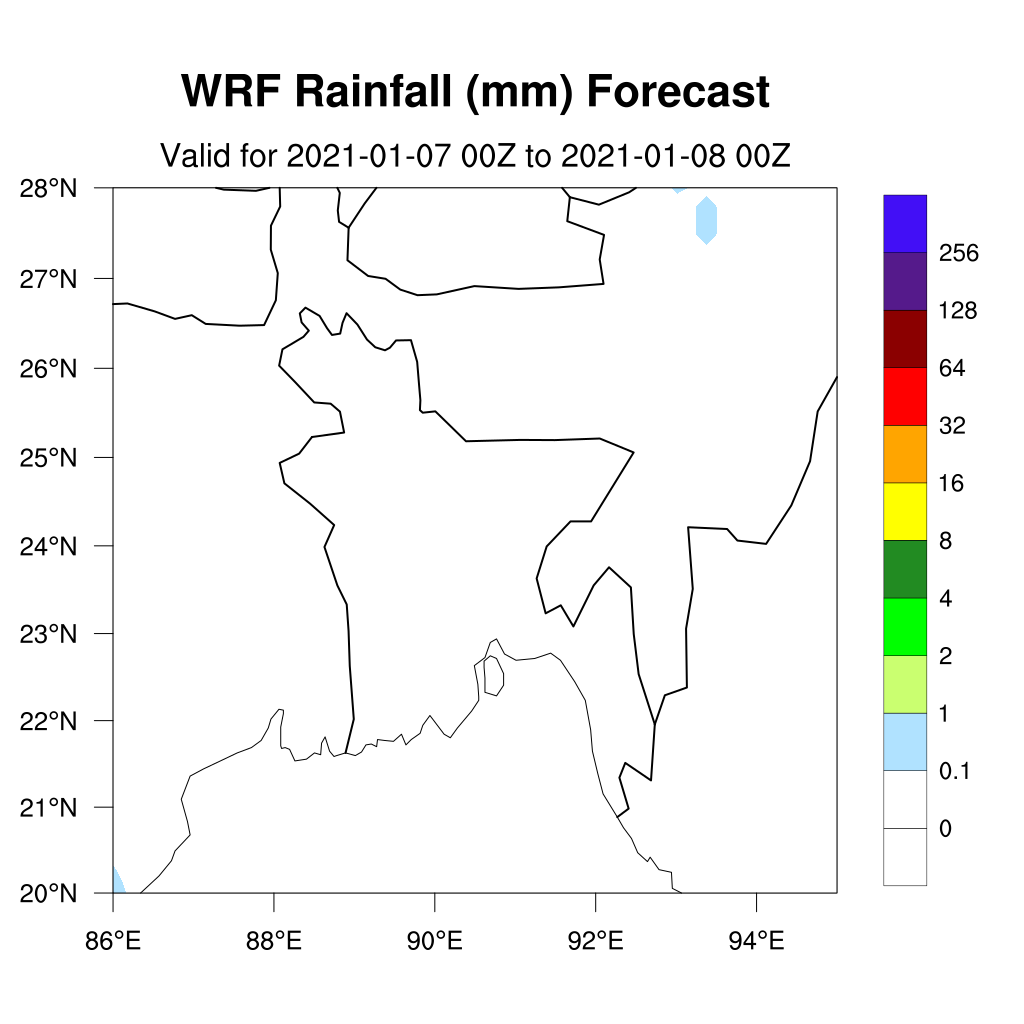 WRF Rainfall (mm) Forecast
Valid for 2021-01-07 00Z to 2021-01-08 00Z
28°N
27°N
26°N
25°N
24°N
23°N
22°N
21°N
20°N
86°E
88°E
90°E
92°E
94°E
256
128
64
32
16
8
4
2
1
0.1
0